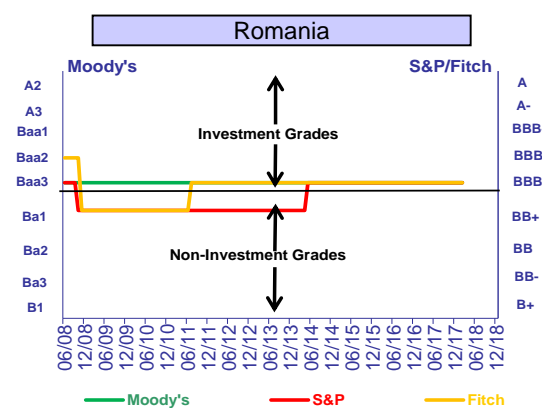 Romania
Moody's S&P/Fitch
A2 A
A3 A-
Baa1 BBB
Investment Grades
Baa2 BBB
Baa3 BBB
Ba1 BB+
Ba2 BB
Non-Investment Grades
Ba3 BB-
B1 B+
06/08 12/08 06/09 12/09 06/10 12/10 06/11 12/11 06/12 12/12 06/13 12/13 06/14 12/14 06/15 12/15 06/16 12/16 06/17 12/17 06/18 12/18
Moody's S&P Fitch